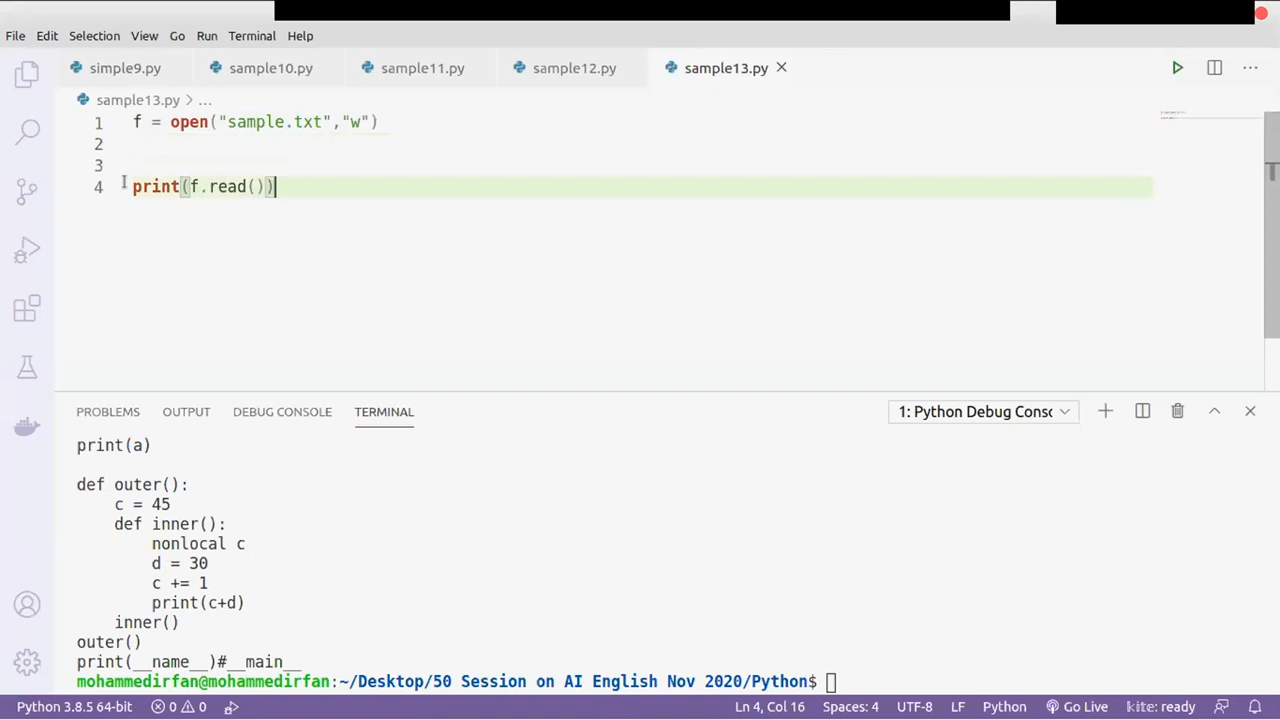 File Edit Selection View Go Run Terminal Help
simple9.py sample10.py sample11.py sample12.py sample13.py
sample13.py > ...
1 f = open("sample.txt","w")
2
3
4 print(f.read())
PROBLEMS OUTPUT DEBUG CONSOLE TERMINAL 1: Python Debug Consc
print(a)
def outer():
    c = 45
    def inner():
        nonlocal c
        d = 30
        c += 1
        print(c+d)
    inner()
outer()
print(__name__)#__main__
mohammedirfan@mohammedirfan:~/Desktop/50 Session on AI English Nov 2020/Python$
Python 3.8.5 64-bit 0 0 Ln 4, Col 16 Spaces: 4 UTF-8 LF Python Go Live kite: ready